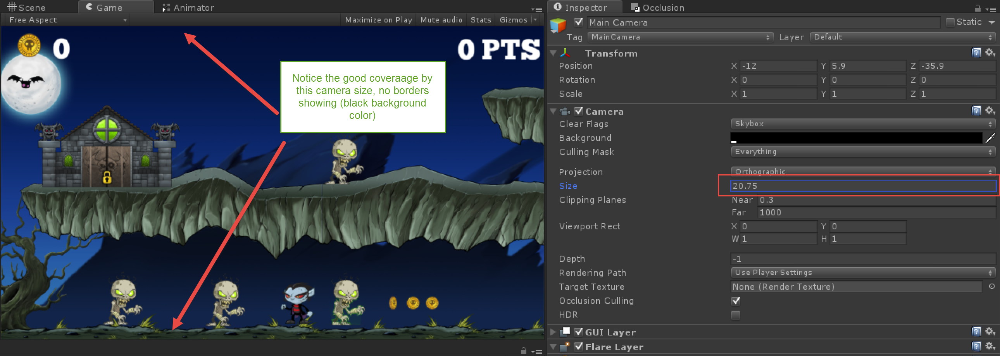 Scene Game Animator
Free Aspect Maximize on Play Mute audio Stats Gizmos
0 0 PTS
Notice the good coveraage by
this camera size, no borders
showing (black background
color)
Inspector Occlusion
Main Camera Static
Tag MainCamera Layer Default
Transform
Position X -12 Y 5.9 Z -35.9
Rotation X 0 Y 0 Z 0
Scale X 1 Y 1 Z 1
Camera
Clear Flags Skybox
Background
Culling Mask Everything
Projection Orthographic
Size 20.75
Clipping Planes Near 0.3
Far 1000
Viewport Rect X 0 Y 0
W 1 H 1
Depth -1
Rendering Path Use Player Settings
Target Texture None (Render Texture)
Occlusion Culling
HDR
GUI Layer
Flare Layer